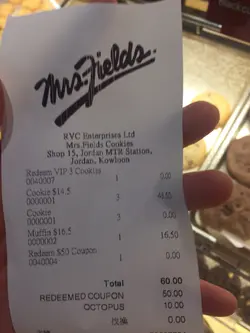 Mrs. Fields.
RVC Enterprises Ltd
Mrs.Fields Cookies
Shop 15, Jordan MTR Station,
Jordan, Kowloon
Redeem VIP 3 Cookies
0040007 1 0.00
Cookie $14.5
0000001 3 43.50
Cookie
0000001 3 0.00
Muffin $16.5
0000002 1 16.50
Redeem $50 Coupon
0040004 1 0.00
Total 60.00
REDEEMED COUPON 50.00
OCTOPUS 10.00
0.00